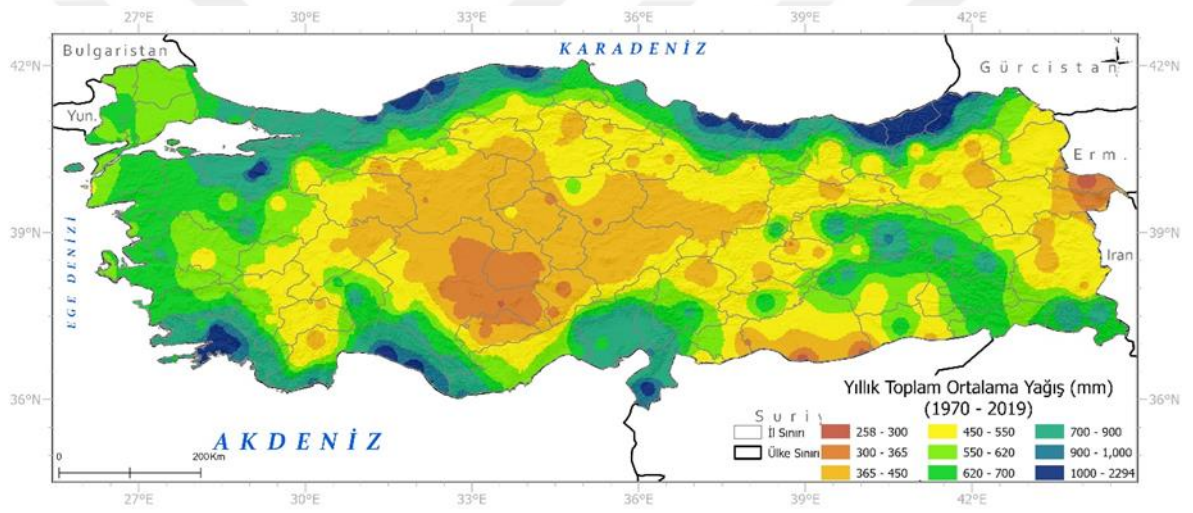 27°E 30°E 33°E 36°E 39°E 42°E
Bulgaristan
KARADENİZ
Gürcistan
42°N 42°N
Yun.
Erm.
39°N 39°N
Iran
EGE DENİZİ
36°N 36°N
AKDENİZ
Suriy
Yıllık Toplam Ortalama Yağış (mm)
(1970 - 2019)
İl Sınırı 258 - 300 450 - 550 700 - 900
Ülke Sınırı 300 - 365 550 - 620 900 - 1,000
365 - 450 620 - 700 1000 - 2294
0 200Km
27°E 30°E 33°E 36°E 39°E 42°E